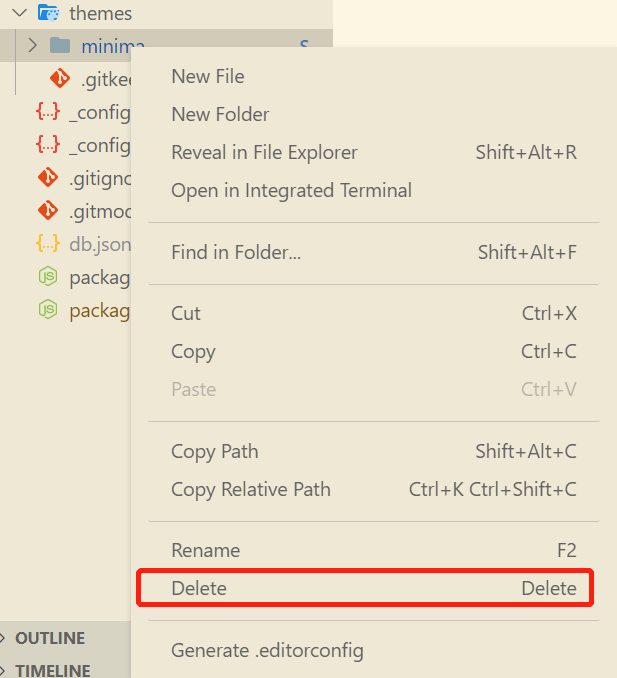 themes
minima
S
.gitkee
_config
_config
.gitigno
.gitmod
db.json
packag
packag
New File
New Folder
Reveal in File Explorer Shift+Alt+R
Open in Integrated Terminal
Find in Folder... Shift+Alt+F
Cut Ctrl+X
Copy Ctrl+C
Paste Ctrl+V
Copy Path Shift+Alt+C
Copy Relative Path Ctrl+K Ctrl+Shift+C
Rename F2
Delete Delete
Generate .editorconfig
OUTLINE
TIMELINE